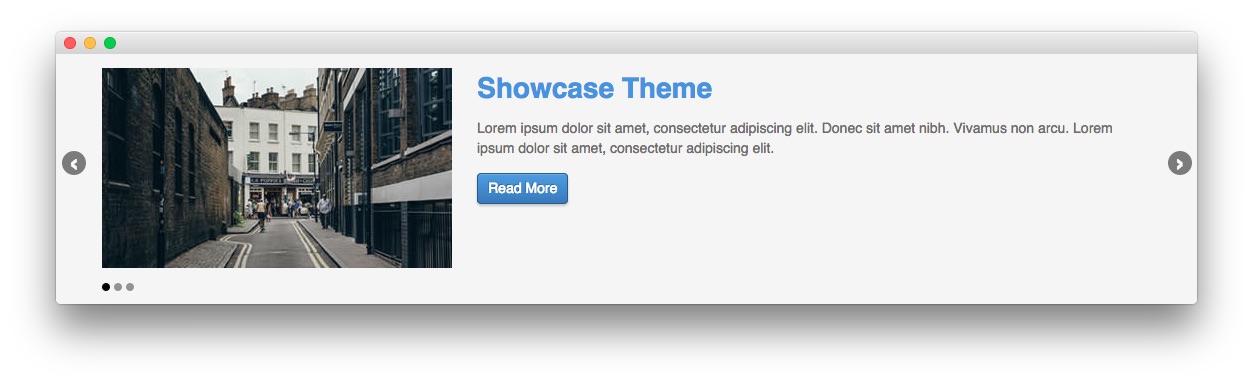 Showcase Theme
Lorem ipsum dolor sit amet, consectetur adipiscing elit. Donec sit amet nibh. Vivamus non arcu. Lorem
ipsum dolor sit amet, consectetur adipiscing elit.
Read More